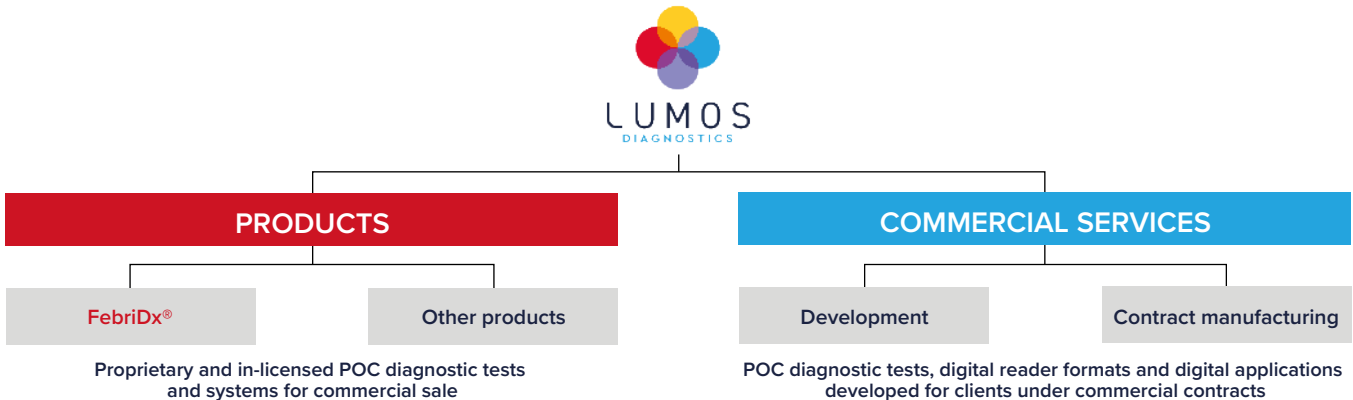 LUMOS
DIAGNOSTICS
PRODUCTS
COMMERCIAL SERVICES
FebriDx®
Other products
Development
Contract manufacturing
Proprietary and in-licensed POC diagnostic tests
and systems for commercial sale
POC diagnostic tests, digital reader formats and digital applications
developed for clients under commercial contracts